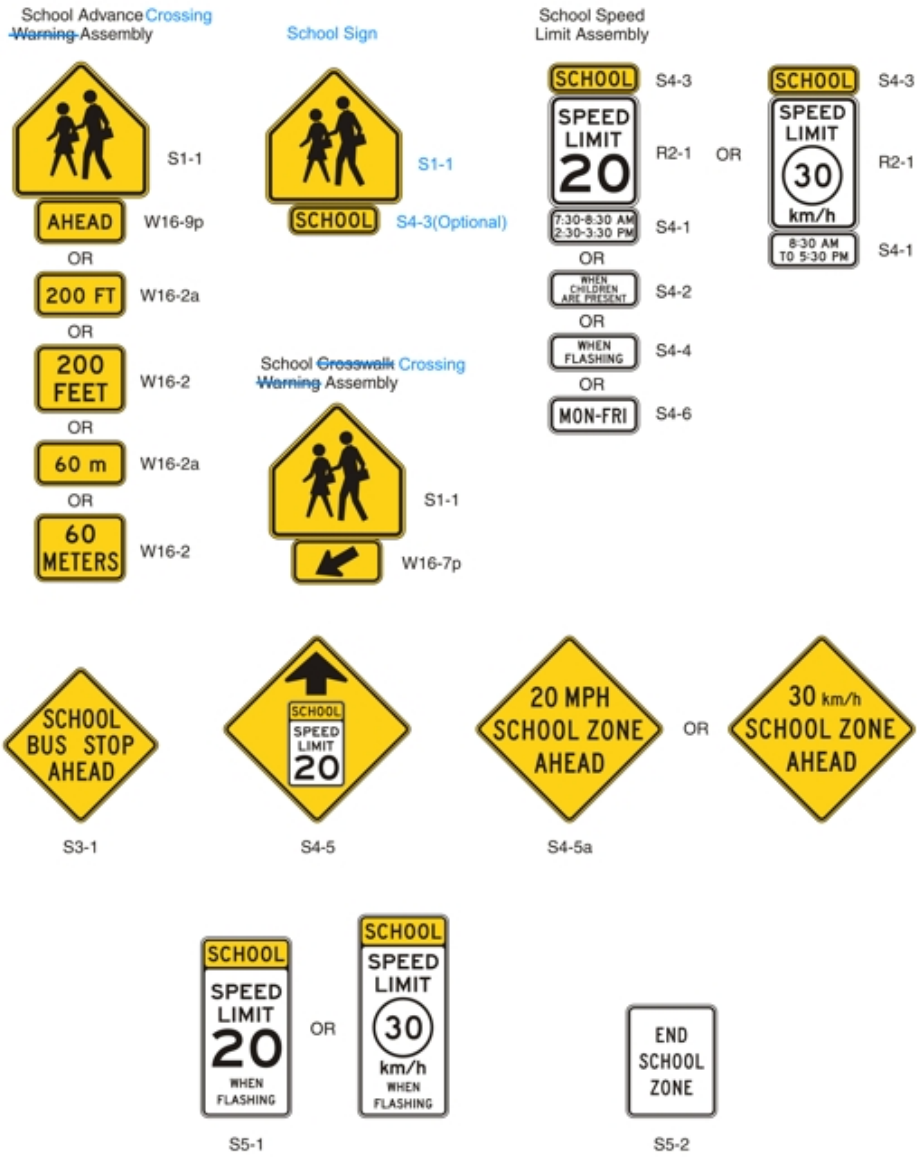 School Advance Crossing
Warning Assembly
S1-1
AHEAD
W16-9p
OR
200 FT
W16-2a
OR
200
FEET
W16-2
OR
60 m
W16-2a
OR
60
METERS
W16-2
School Sign
S1-1
SCHOOL
S4-3(Optional)
School Crosswalk Crossing
Warning Assembly
S1-1
W16-7p
School Speed
Limit Assembly
SCHOOL
S4-3
SPEED
LIMIT
20
R2-1
7:30-8:30 AM
2:30-3:30 PM
S4-1
OR
WHEN
CHILDREN
ARE PRESENT
S4-2
OR
WHEN
FLASHING
S4-4
OR
MON-FRI
S4-6
OR
SCHOOL
S4-3
SPEED
LIMIT
30
km/h
R2-1
8:30 AM
TO 5:30 PM
S4-1
SCHOOL
BUS STOP
AHEAD
S3-1
SCHOOL
SPEED
LIMIT
20
S4-5
20 MPH
SCHOOL ZONE
AHEAD
S4-5a
OR
30 km/h
SCHOOL ZONE
AHEAD
SCHOOL
SPEED
LIMIT
20
WHEN
FLASHING
S5-1
OR
SCHOOL
SPEED
LIMIT
30
km/h
WHEN
FLASHING
END
SCHOOL
ZONE
S5-2